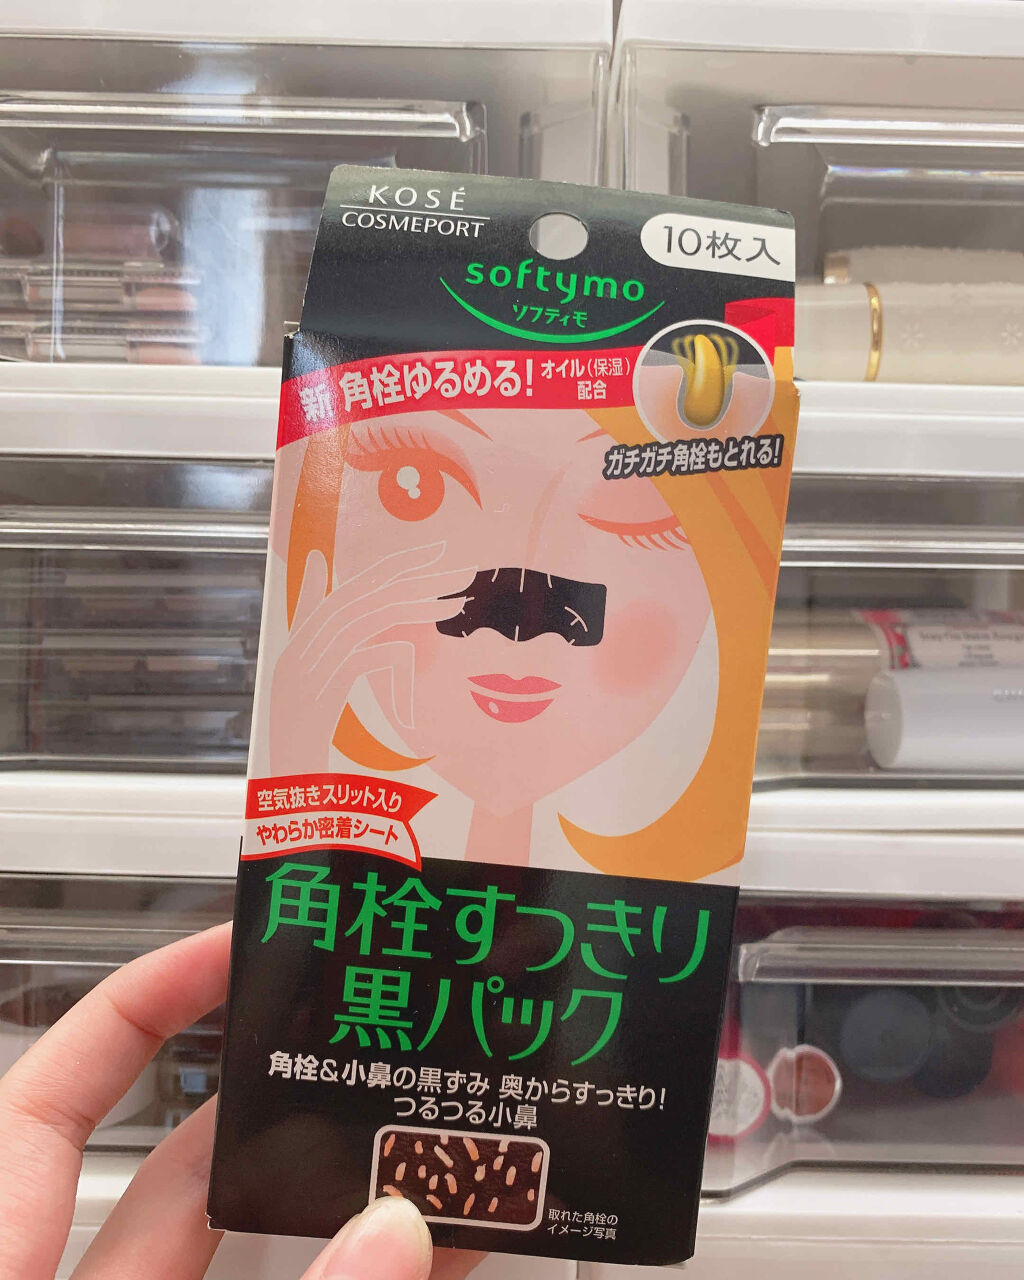 KOSÉ
COSMEPORT
10枚入
softymo
ソフティモ
新 角栓ゆるめる! オイル(保湿)
配合
ガチガチ角栓もとれる!
空気抜きスリット入り
やわらか密着シート
角栓すっきり
黒パック
角栓&小鼻の黒ずみ 奥からすっきり!
つるつる小鼻
取れた角栓の
イメージ写真